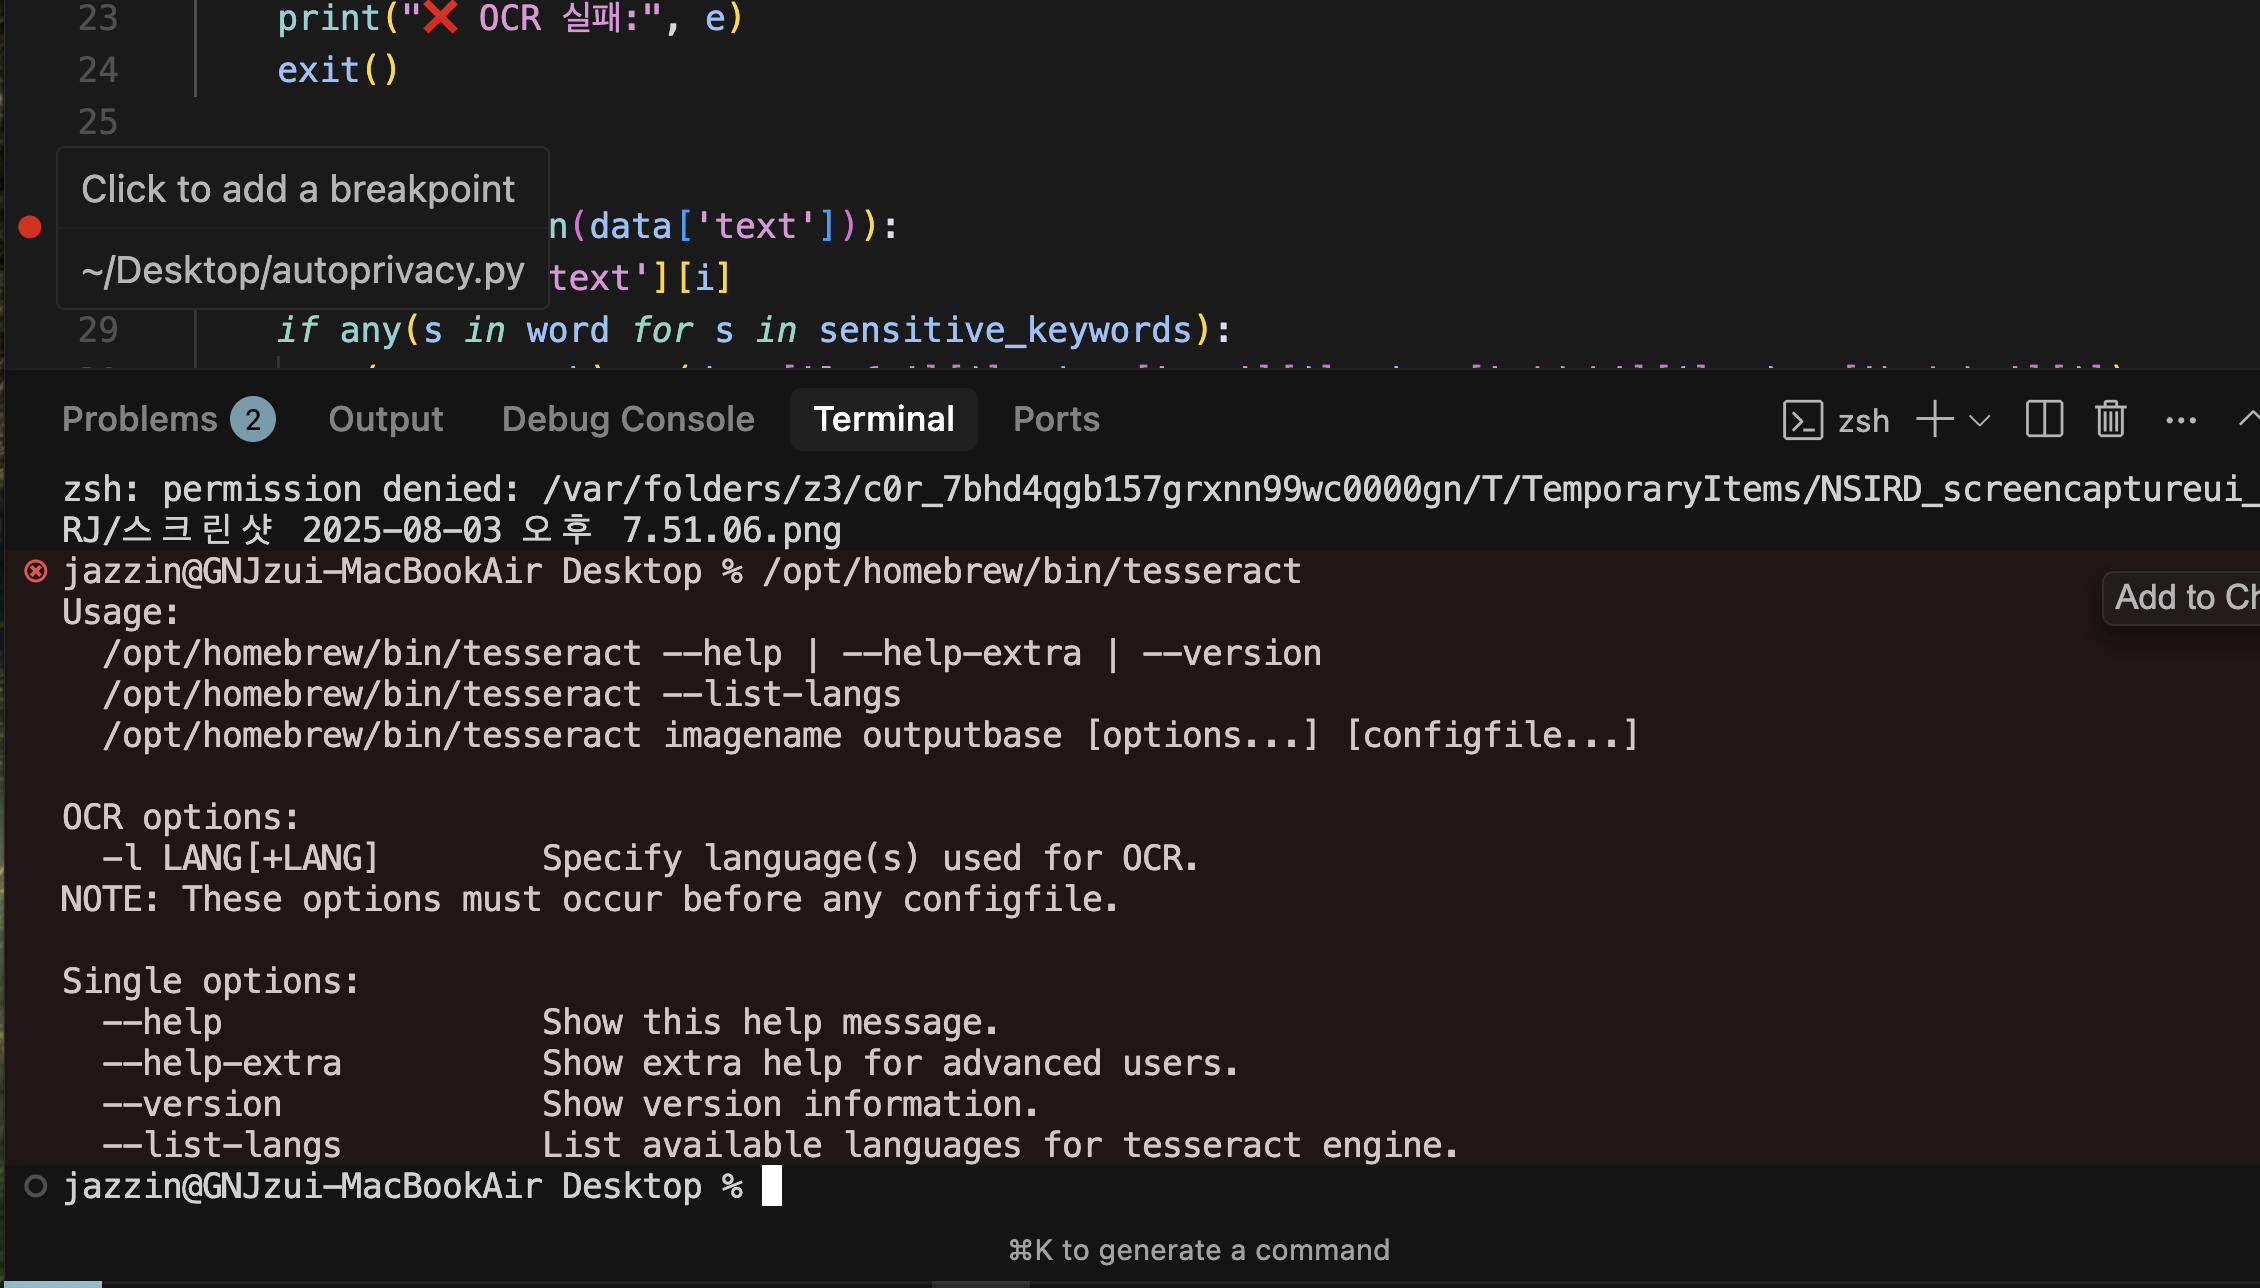 23 print("❌ OCR 실패:", e)
24 exit()
25
Click to add a breakpoint
n(data['text'])):
~/Desktop/autoprivacy.py
text'][i]
29 if any(s in word for s in sensitive_keywords):
Problems 2 Output Debug Console Terminal Ports zsh
zsh: permission denied: /var/folders/z3/c0r_7bhd4qgb157grxnn99wc0000gn/T/TemporaryItems/NSIRD_screencaptureui_
RJ/스크린샷 2025-08-03 오후 7.51.06.png
jazzin@GNJzui-MacBookAir Desktop % /opt/homebrew/bin/tesseract
Add to Ch
Usage:
/opt/homebrew/bin/tesseract --help | --help-extra | --version
/opt/homebrew/bin/tesseract --list-langs
/opt/homebrew/bin/tesseract imagename outputbase [options...] [configfile...]
OCR options:
-l LANG[+LANG] Specify language(s) used for OCR.
NOTE: These options must occur before any configfile.
Single options:
--help Show this help message.
--help-extra Show extra help for advanced users.
--version Show version information.
--list-langs List available languages for tesseract engine.
jazzin@GNJzui-MacBookAir Desktop %
⌘K to generate a command